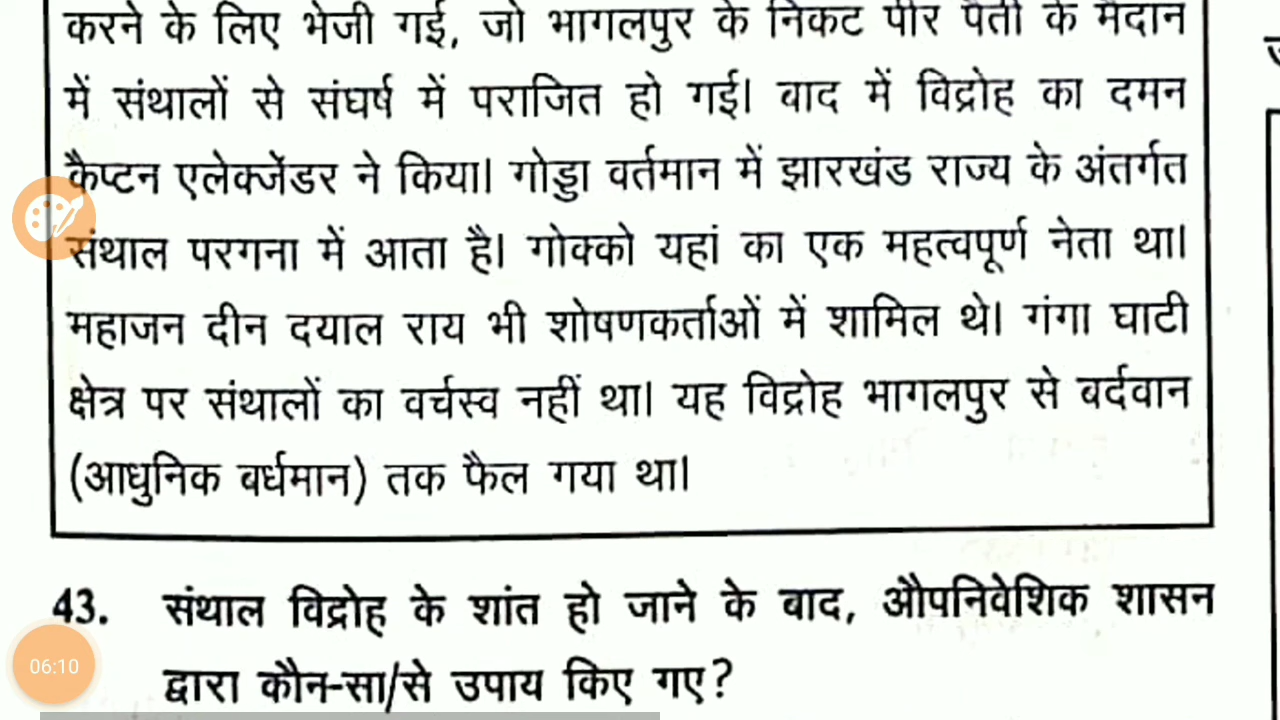 करने के लिए भेजी गई, जो भागलपुर के निकट पीर पैंती के मैदान
में संथालों से संघर्ष में पराजित हो गई। बाद में विद्रोह का दमन
कैप्टन एलेक्जेंडर ने किया। गोड्डा वर्तमान में झारखंड राज्य के अंतर्गत
संथाल परगना में आता है। गोक्को यहां का एक महत्वपूर्ण नेता था।
महाजन दीन दयाल राय भी शोषणकर्ताओं में शामिल थे। गंगा घाटी
क्षेत्र पर संथालों का वर्चस्व नहीं था। यह विद्रोह भागलपुर से बर्दवान
(आधुनिक बर्धमान) तक फैल गया था।
43. संथाल विद्रोह के शांत हो जाने के बाद, औपनिवेशिक शासन
द्वारा कौन-सा/से उपाय किए गए?
06:10